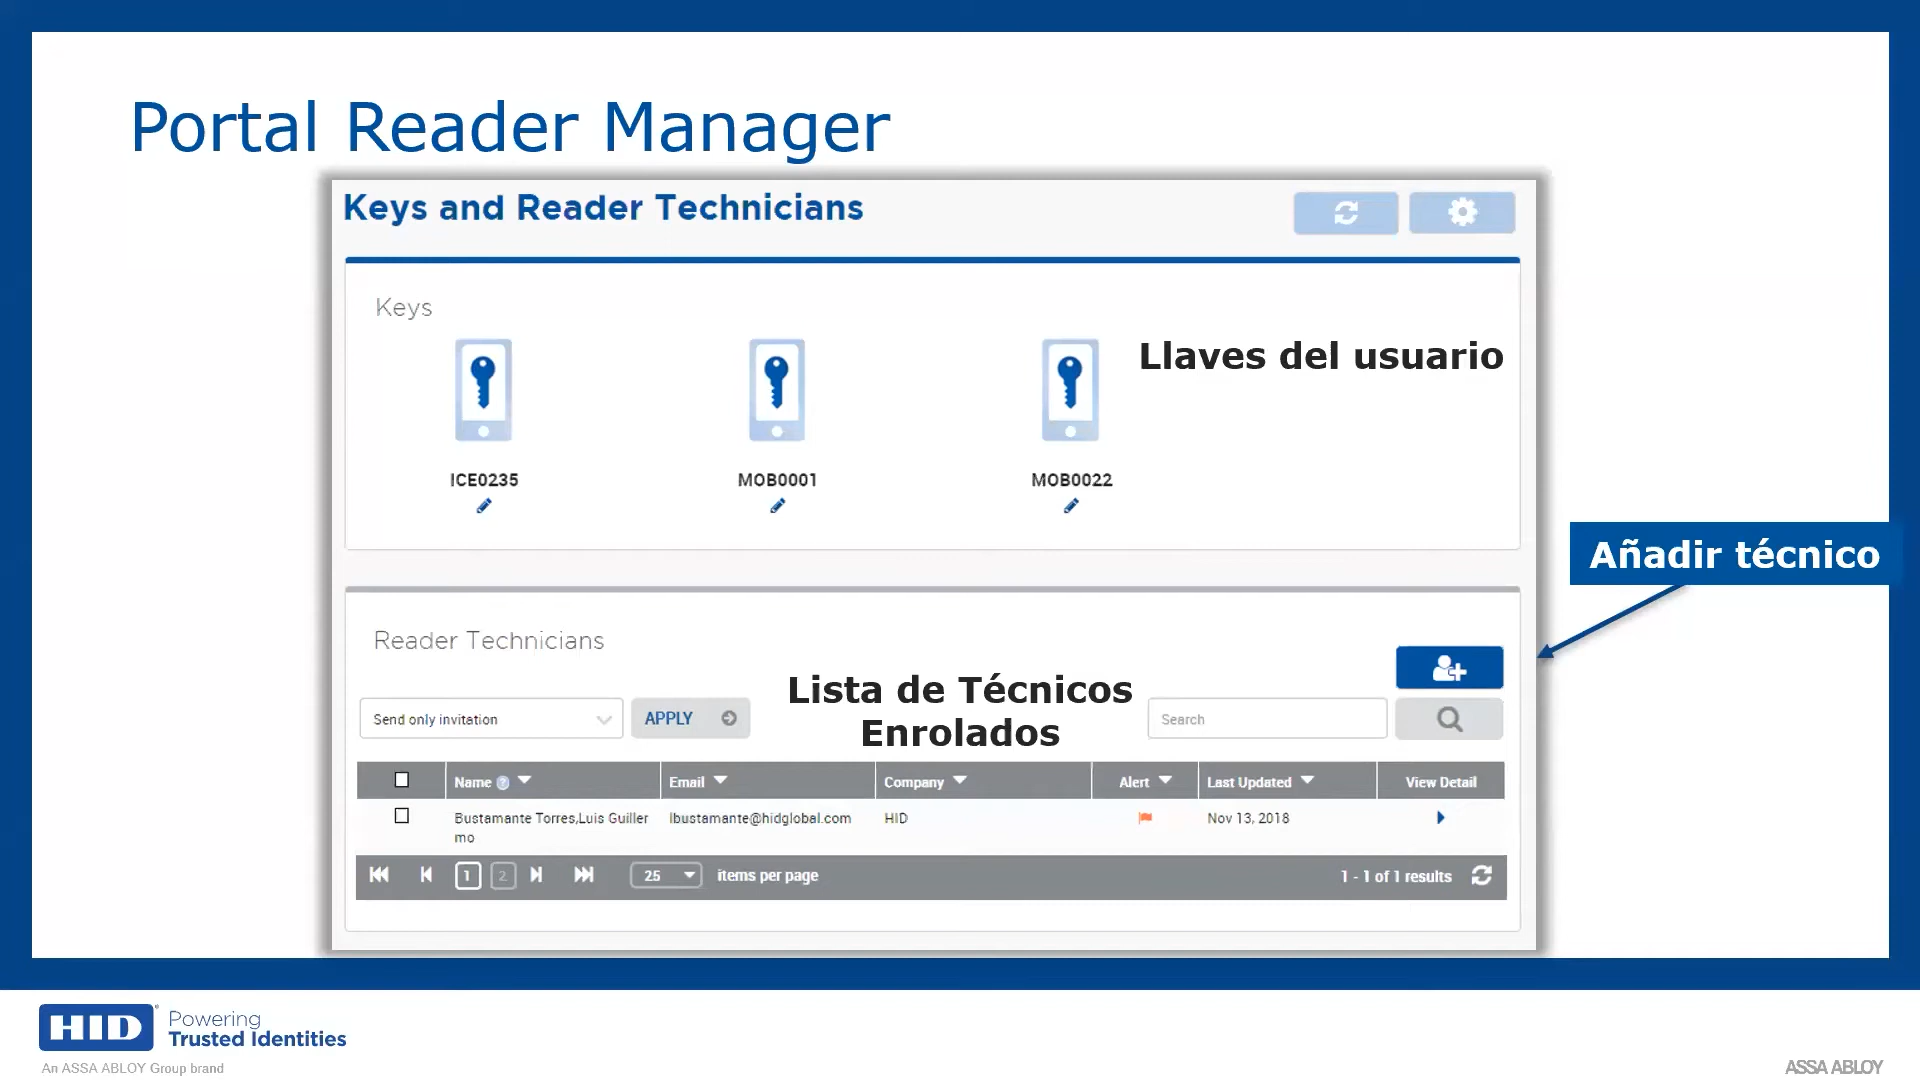 Portal Reader Manager
Keys and Reader Technicians
Keys
Llaves del usuario
ICE0235
MOB0001
MOB0022
Añadir técnico
Reader Technicians
Lista de Técnicos
Enrolados
Send only invitation
APPLY
Search
Name ? Email Company Alert Last Updated View Detail
Bustamante Torres,Luis Guiller
mo
lbustamante@hidglobal.com
HID
Nov 13, 2018
1 2 25 items per page 1 - 1 of 1 results
HID
Powering
Trusted Identities
An ASSA ABLOY Group brand
ASSA ABLOY